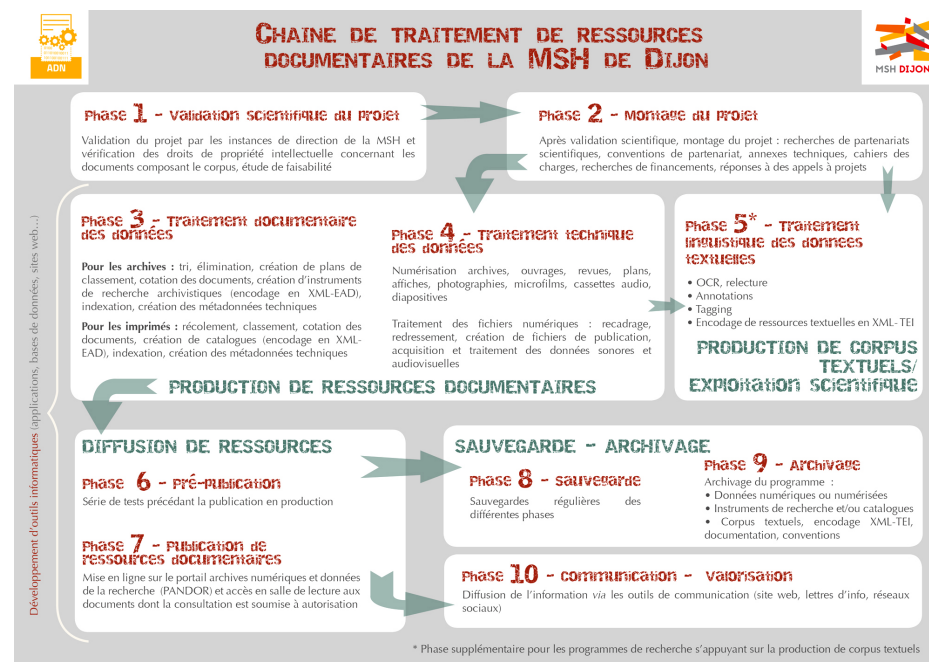 ADN
CHAINE DE TRAITEMENT DE RESSOURCES
DOCUMENTAIRES DE LA MSH DE DIJON
MSH DIJON
Phase 1 - Validation scientifique du projet
Validation du projet par les instances de direction de la MSH et
vérification des droits de propriété intellectuelle concernant les
documents composant le corpus, étude de faisabilité
Phase 2 - Montage du projet
Après validation scientifique, montage du projet : recherches de partenariats
scientifiques, conventions de partenariat, annexes techniques, cahiers des
charges, recherches de financements, réponses à des appels à projets
Développement d'outils informatiques (applications, bases de données, sites web...)
Phase 3 - Traitement documentaire
des données
Pour les archives : tri, élimination, création de plans de
classement, cotation des documents, création d'instruments
de recherche archivistiques (encodage en XML-EAD),
indexation, création des métadonnées techniques
Pour les imprimés : récolement, classement, cotation des
documents, création de catalogues (encodage en XML-
EAD), indexation, création des métadonnées techniques
Phase 4 - Traitement technique
des données
Numérisation archives, ouvrages, revues, plans,
affiches, photographies, microfilms, cassettes audio,
diapositives
Traitement des fichiers numériques : recadrage,
redressement, création de fichiers de publication,
acquisition et traitement des données sonores et
audiovisuelles
PRODUCTION DE RESSOURCES DOCUMENTAIRES
Phase 5* - Traitement
linguistique des donnees
textuelles
• OCR, relecture
• Annotations
• Tagging
• Encodage de ressources textuelles en XML- TEI
PRODUCTION DE CORPUS
TEXTUELS/
Exploitation scientifique
DIFFUSION DE RESSOURCES
Phase 6 - Pré-publication
Série de tests précédant la publication en production
Phase 7 - Publication de
ressources documentaires
Mise en ligne sur le portail archives numériques et données
de la recherche (PANDOR) et accès en salle de lecture aux
documents dont la consultation est soumise à autorisation
SAUVEGARDE - ARCHIVAGE
Phase 8 - Sauvegarde
Sauvegardes régulières des
différentes phases
Phase 9 - Archivage
Archivage du programme :
• Données numériques ou numérisées
• Instruments de recherche et/ou catalogues
• Corpus textuels, encodage XML-TEI,
documentation, conventions
Phase 10 - Communication - Valorisation
Diffusion de l'information via les outils de communication (site web, lettres d'info, réseaux
sociaux)
* Phase supplémentaire pour les programmes de recherche s'appuyant sur la production de corpus textuels